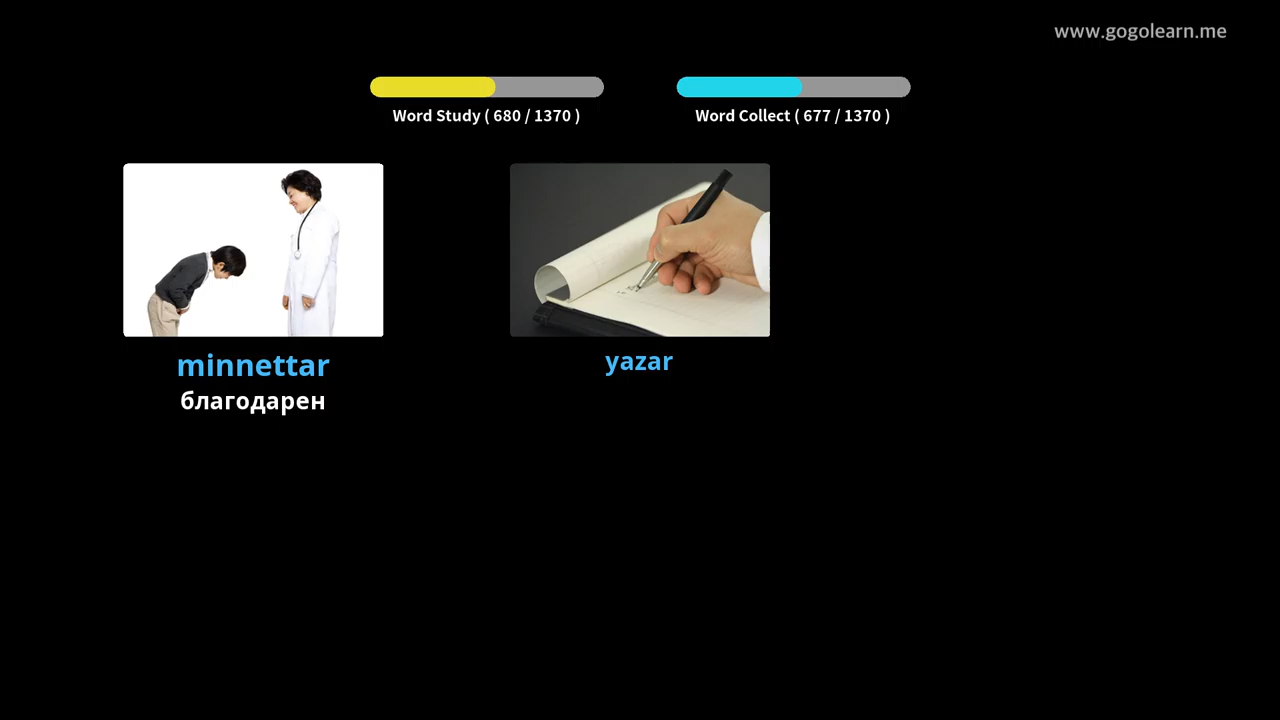 www.gogolearn.me
Word Study ( 680 / 1370 )
Word Collect ( 677 / 1370 )
minnettar
благодарен
yazar